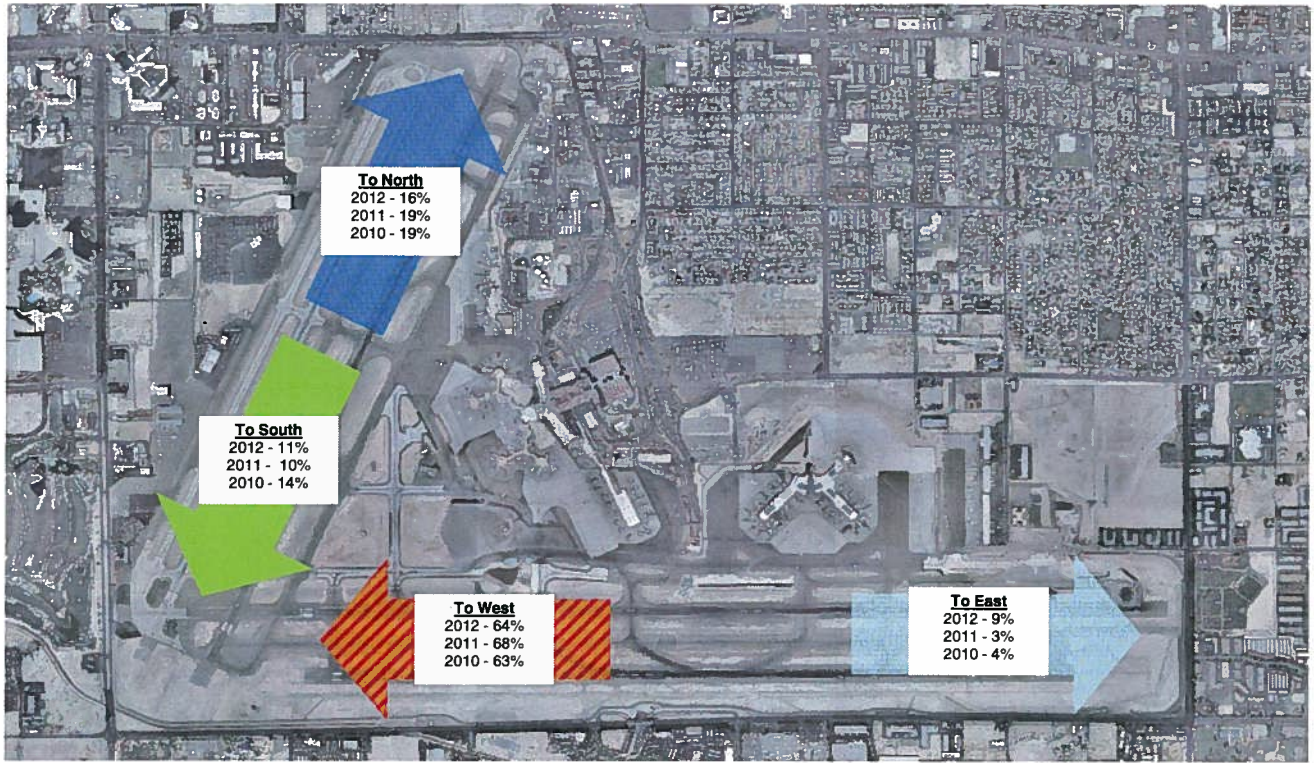 To North
2012 - 16%
2011 - 19%
2010 - 19%
To South
2012 - 11%
2011 - 10%
2010 - 14%
To West
2012 - 64%
2011 - 68%
2010 - 63%
To East
2012 - 9%
2011 - 3%
2010 - 4%